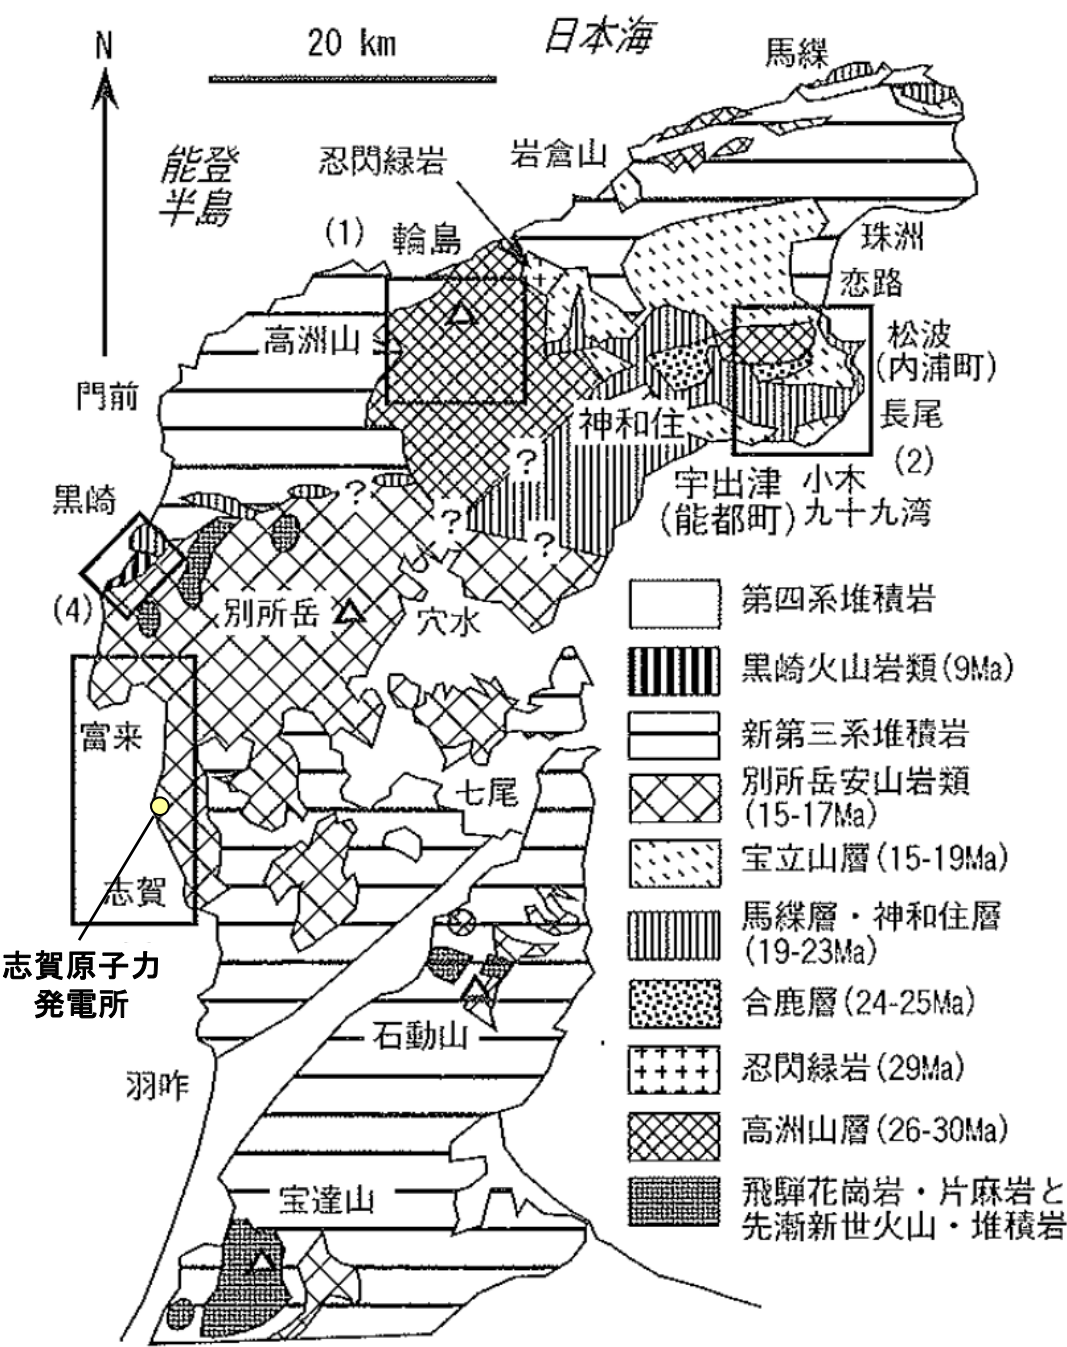 N
20 km
日本海
能登
半島
馬緤
忍閃緑岩
岩倉山
(1)
輪島
珠洲
恋路
高洲山
松波
(内浦町)
門前
神和住
長尾
(2)
?
?
?
?
宇出津
(能都町)
小木
九十九湾
黒崎
(4)
別所岳
穴水
富来
七尾
志賀
志賀原子力
発電所
石動山
羽咋
宝達山
第四系堆積岩
黒崎火山岩類(9Ma)
新第三系堆積岩
別所岳安山岩類
(15-17Ma)
宝立山層(15-19Ma)
馬緤層・神和住層
(19-23Ma)
合鹿層(24-25Ma)
忍閃緑岩(29Ma)
高洲山層(26-30Ma)
飛騨花崗岩・片麻岩と
先漸新世火山・堆積岩